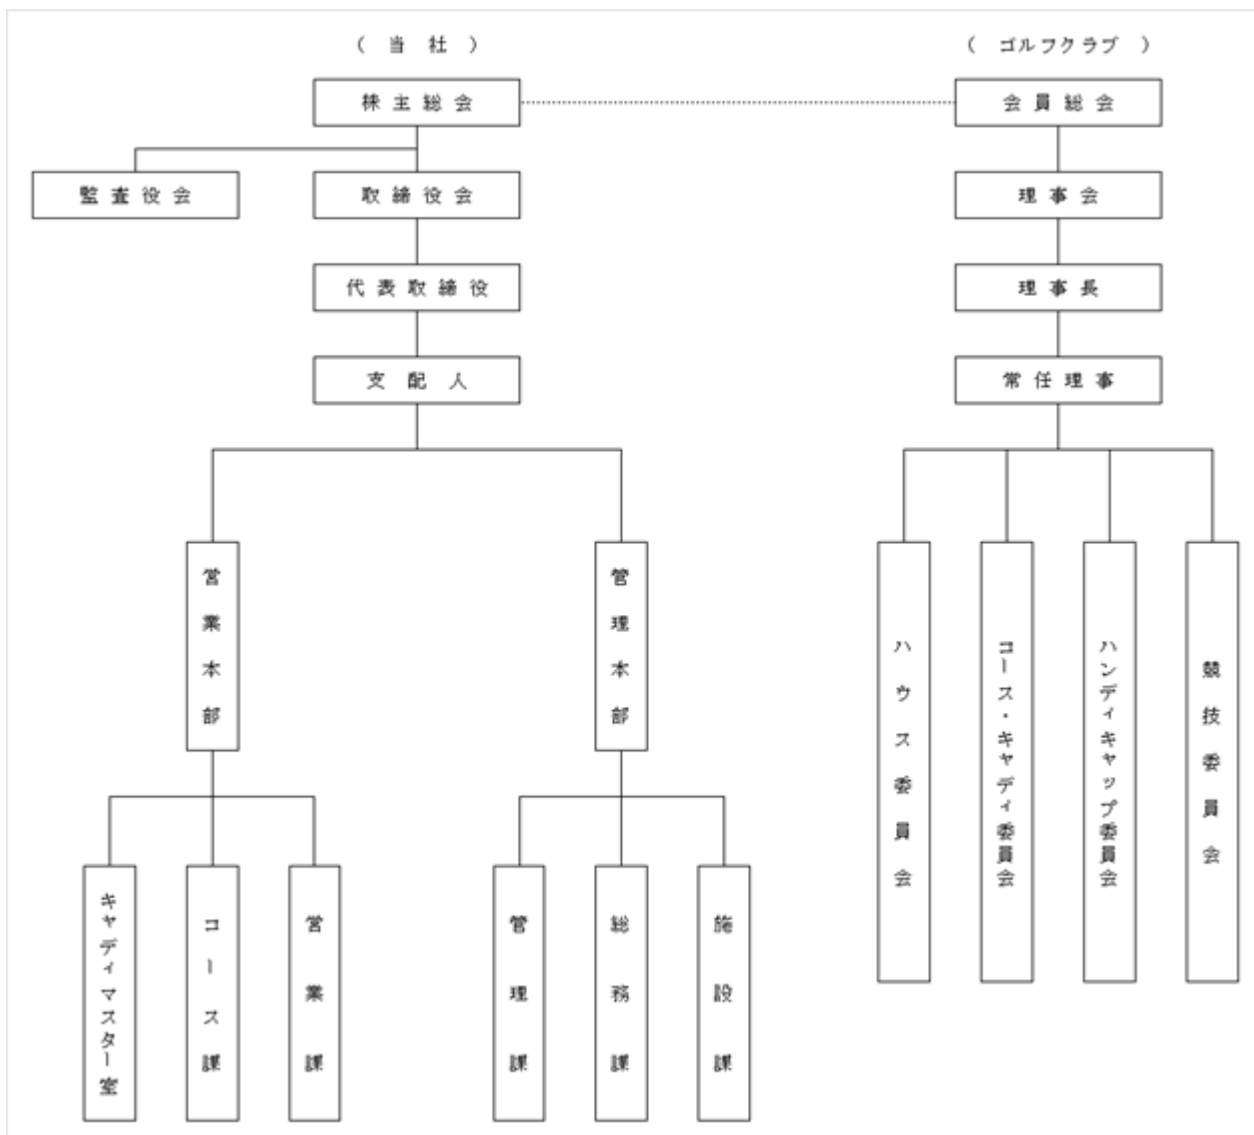 ( 当 社 )
( ゴルフクラブ )
株主総会
会員総会
監査役会
取締役会
理事会
代表取締役
理事長
支配人
常任理事
営業本部
管理本部
ハウス委員会
コース・キャディ委員会
ハンディキャップ委員会
競技委員会
キャディマスター室
コース課
営業課
管理課
総務課
施設課